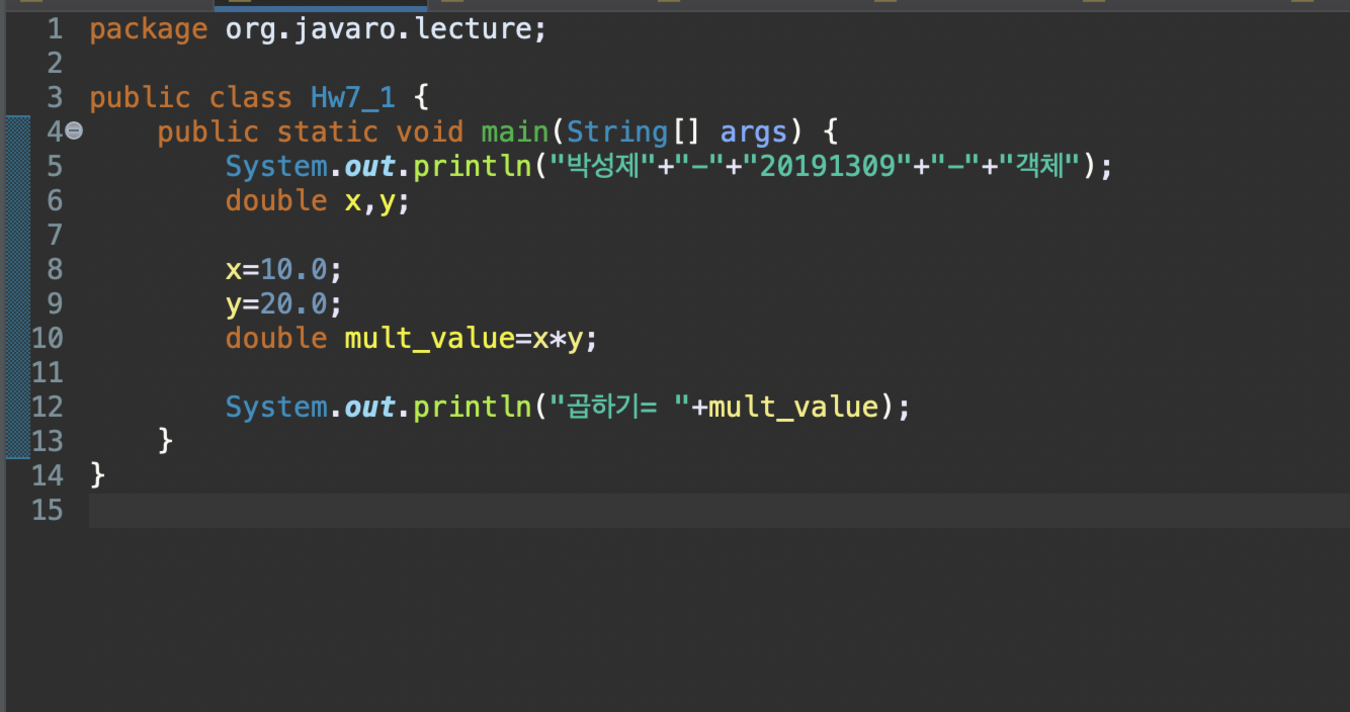 1 package org.javaro.lecture;
2
3 public class Hw7_1 {
4 public static void main(String[] args) {
5 System.out.println("박성제"+"-"+"20191309"+"-"+"객체");
6 double x,y;
7
8 x=10.0;
9 y=20.0;
10 double mult_value=x*y;
11
12 System.out.println("곱하기= "+mult_value);
13 }
14 }
15